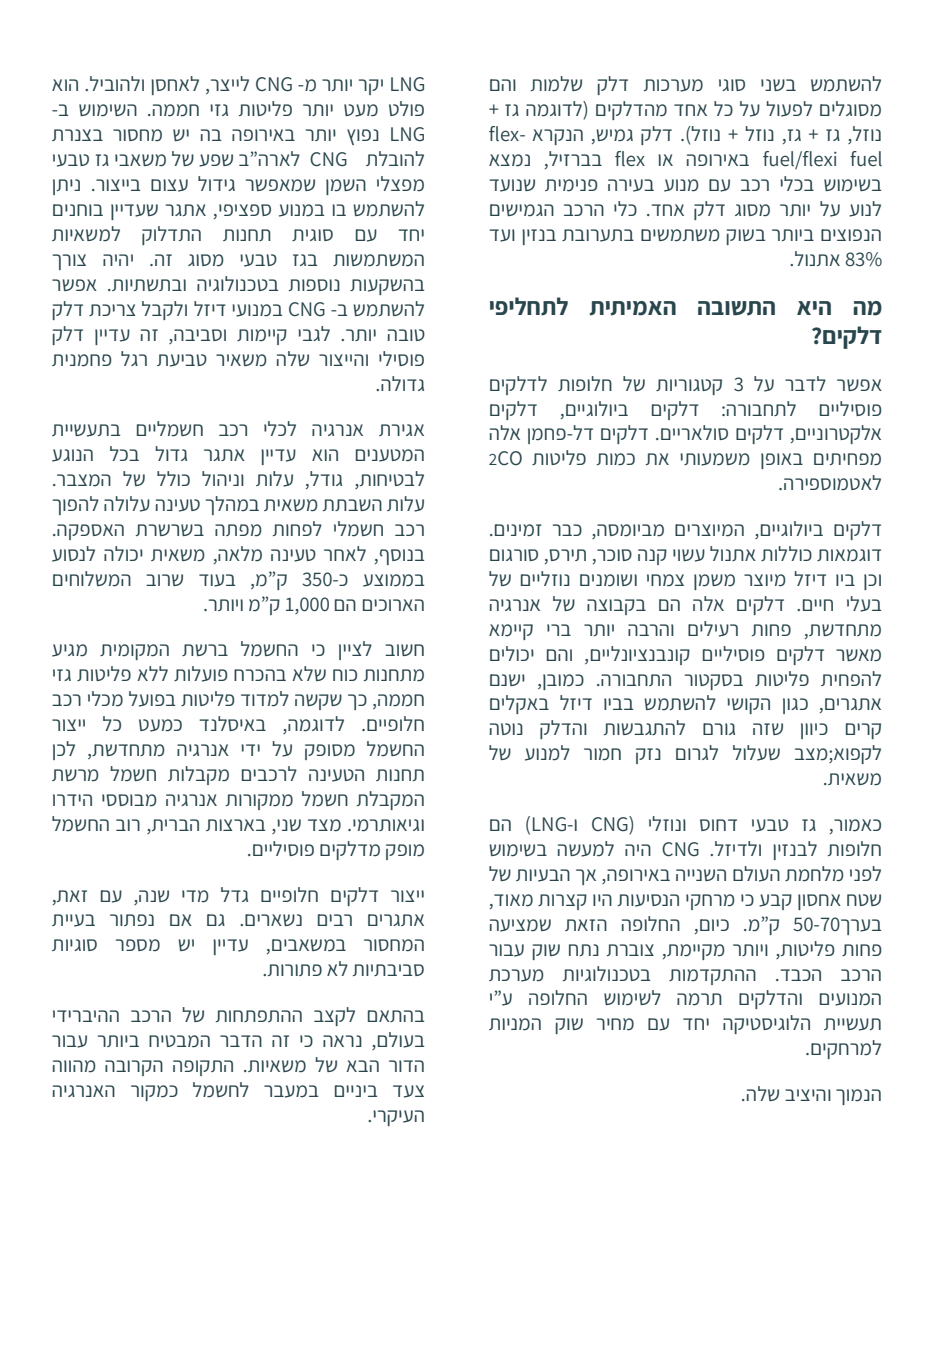 להשתמש בשני סוגי מערכות דלק שלמות והם
מסוגלים לפעול על כל אחד מהדלקים (לדוגמה גז +
נוזל, גז + גז, נוזל + נוזל). דלק גמיש, הנקרא flex-
fuel/flexi fuel באירופה או flex בברזיל, נמצא
בשימוש בכלי רכב עם מנוע בעירה פנימית שנועד
לנוע על יותר מסוג דלק אחד. כלי הרכב הגמישים
הנפוצים ביותר בשוק משתמשים בתערובת בנזין ועד
83% אתנול.
מה היא התשובה האמיתית לתחליפי
דלקים?
אפשר לדבר על 3 קטגוריות של חלופות לדלקים
פוסיליים לתחבורה: דלקים ביולוגיים, דלקים
אלקטרוניים, דלקים סולאריים. דלקים דל-פחמן אלה
מפחיתים באופן משמעותי את כמות פליטות 2CO
לאטמוספירה.
דלקים ביולוגיים, המיוצרים מביומסה, כבר זמינים.
דוגמאות כוללות אתנול עשוי קנה סוכר, תירס, סורגום
וכן ביו דיזל מיוצר משמן צמחי ושומנים נוזליים של
בעלי חיים. דלקים אלה הם בקבוצה של אנרגיה
מתחדשת, פחות רעילים והרבה יותר ברי קיימא
מאשר דלקים פוסיליים קונבנציונליים, והם יכולים
להפחית פליטות בסקטור התחבורה. כמובן, ישנם
אתגרים, כגון הקושי להשתמש בביו דיזל באקלים
קרים כיוון שזה גורם להתגבשות והדלק נוטה
לקפוא;מצב שעלול לגרום נזק חמור למנוע של
משאית.
כאמור, גז טבעי דחוס ונוזלי (CNG ו-LNG) הם
חלופות לבנזין ולדיזל. CNG היה למעשה בשימוש
לפני מלחמת העולם השנייה באירופה, אך הבעיות של
שטח אחסון קבע כי מרחקי הנסיעות היו קצרות מאוד,
בערך50-70 ק"מ. כיום, החלופה הזאת שמציעה
פחות פליטות, ויותר מקיימת, צוברת נתח שוק עבור
הרכב הכבד. ההתקדמות בטכנולוגיות מערכת
המנועים והדלקים תרמה לשימוש החלופה ע"י
תעשיית הלוגיסטיקה יחד עם מחיר שוק המניות
למרחקים.
הנמוך והיציב שלה.
LNG יקר יותר מ- CNG לייצר, לאחסן ולהוביל. הוא
פולט מעט יותר פליטות גזי חממה. השימוש ב-
LNG נפוץ יותר באירופה בה יש מחסור בצנרת
להובלת CNG לארה"ב שפע של משאבי גז טבעי
מפצלי השמן שמאפשר גידול עצום בייצור. ניתן
להשתמש בו במנוע ספציפי, אתגר שעדיין בוחנים
יחד עם סוגית תחנות התדלוק למשאיות
המשתמשות בגז טבעי מסוג זה. יהיה צורך
בהשקעות נוספות בטכנולוגיה ובתשתיות. אפשר
להשתמש ב- CNG במנועי דיזל ולקבל צריכת דלק
טובה יותר. לגבי קיימות וסביבה, זה עדיין דלק
פוסילי והייצור שלה משאיר טביעת רגל פחמנית
גדולה.
אגירת אנרגיה לכלי רכב חשמליים בתעשיית
המטענים הוא עדיין אתגר גדול בכל הנוגע
לבטיחות, גודל, עלות וניהול כולל של המצבר.
עלות השבתת משאית במהלך טעינה עלולה להפוך
רכב חשמלי לפחות מפתה בשרשרת האספקה.
בנוסף, לאחר טעינה מלאה, משאית יכולה לנסוע
בממוצע כ-350 ק"מ, בעוד שרוב המשלוחים
הארוכים הם 1,000 ק"מ ויותר.
חשוב לציין כי החשמל ברשת המקומית מגיע
מתחנות כוח שלא בהכרח פועלות ללא פליטות גזי
חממה, כך שקשה למדוד פליטות בפועל מכלי רכב
חלופיים. לדוגמה, באיסלנד כמעט כל ייצור
החשמל מסופק על ידי אנרגיה מתחדשת, לכן
תחנות הטעינה לרכבים מקבלות חשמל מרשת
המקבלת חשמל ממקורות אנרגיה מבוססי הידרו
וגיאותרמי. מצד שני, בארצות הברית, רוב החשמל
מופק מדלקים פוסיליים.
ייצור דלקים חלופיים גדל מדי שנה, עם זאת,
אתגרים רבים נשארים. גם אם נפתור בעיית
המחסור במשאבים, עדיין יש מספר סוגיות
סביבתיות לא פתורות.
בהתאם לקצב ההתפתחות של הרכב ההיברידי
בעולם, נראה כי זה הדבר המבטיח ביותר עבור
הדור הבא של משאיות. התקופה הקרובה מהווה
צעד ביניים במעבר לחשמל כמקור האנרגיה
העיקרי.